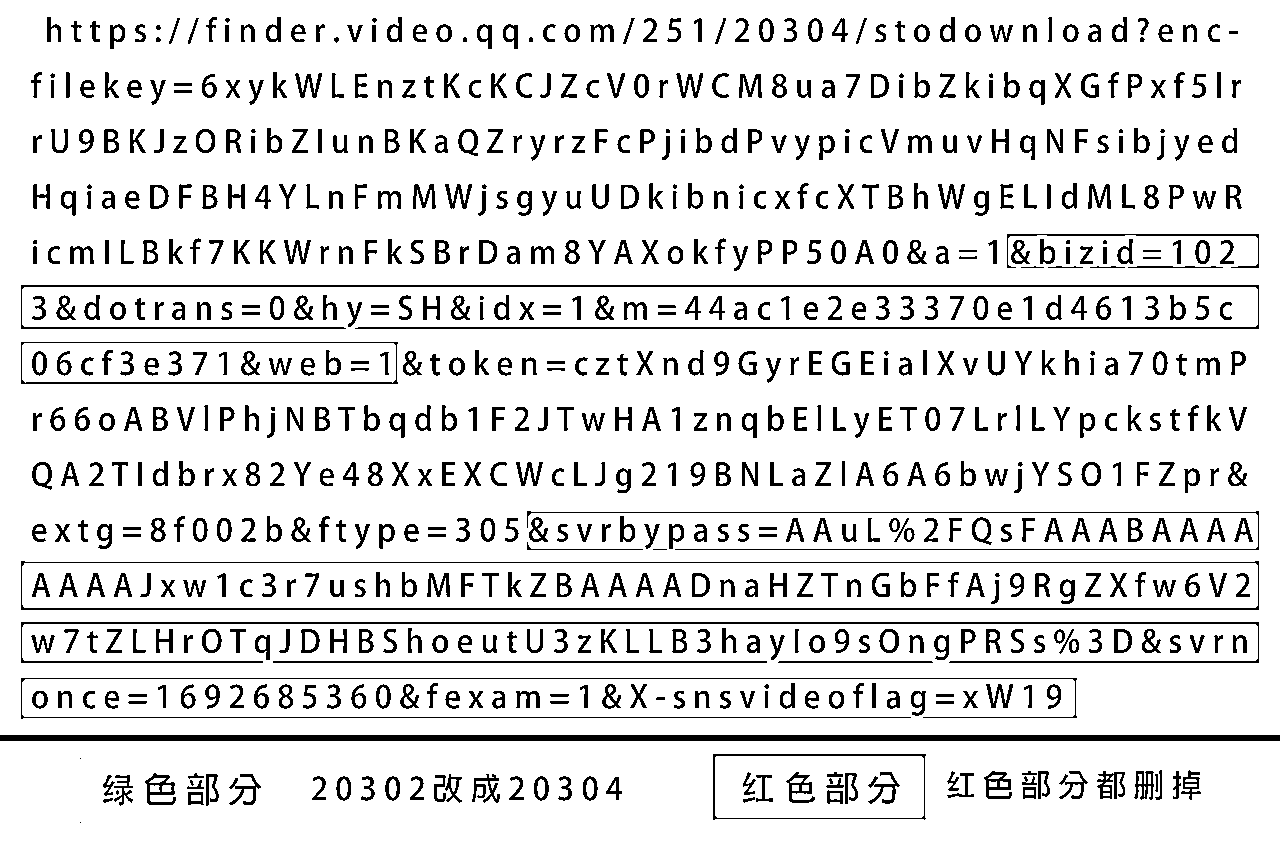 https://finder.video.qq.com/251/20304/stodownload?enc-
filekey=6xykWLEnztKcKCJZcV0rWCM8ua7DibZkibqXGfPxf5lr
rU9BKJzORibZIunBKaQZryrzFcPjibdPvypicVmuvHqNFsibjyed
HqiaeDFBH4YLnFmMWjsgyuUDkibnicxfcXTBhWgELIdML8PwR
icmILBkf7KKWrnFkSBrDam8YAXokfyPP50A0&a=1&bizid=102
3&dotrans=0&hy=SH&idx=1&m=44ac1e2e33370e1d4613b5c
06cf3e371&web=1&token=cztXnd9GyrEGEialXvUYkhia70tmP
r66oABVlPhjNBTbqdb1F2JTwHA1znqbElLyET07LrlLYpckstfkV
QA2TIdbrx82Ye48XxEXCWcLJg219BNLaZlA6A6bwjYSO1FZpr&
extg=8f002b&ftype=305&svrbypass=AAuL%2FQsFAAABAAAA
AAAAJxw1c3r7ushbMFTkZBAAAADnaHZTnGbFfAj9RgZXfw6V2
w7tZLHrOTqJDHBShoeutU3zKLLB3haylo9sOngPRSs%3D&svrn
once=1692685360&fexam=1&X-snsvideoflag=xW19
绿色部分 20302改成20304 红色部分 红色部分都删掉